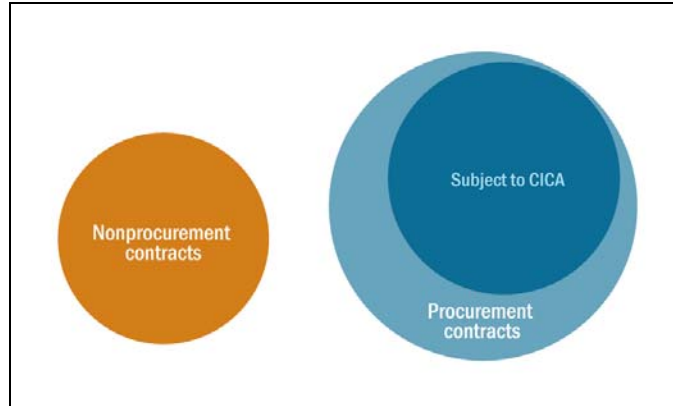 Nonprocurement
contracts
Subject to CICA
Procurement
contracts